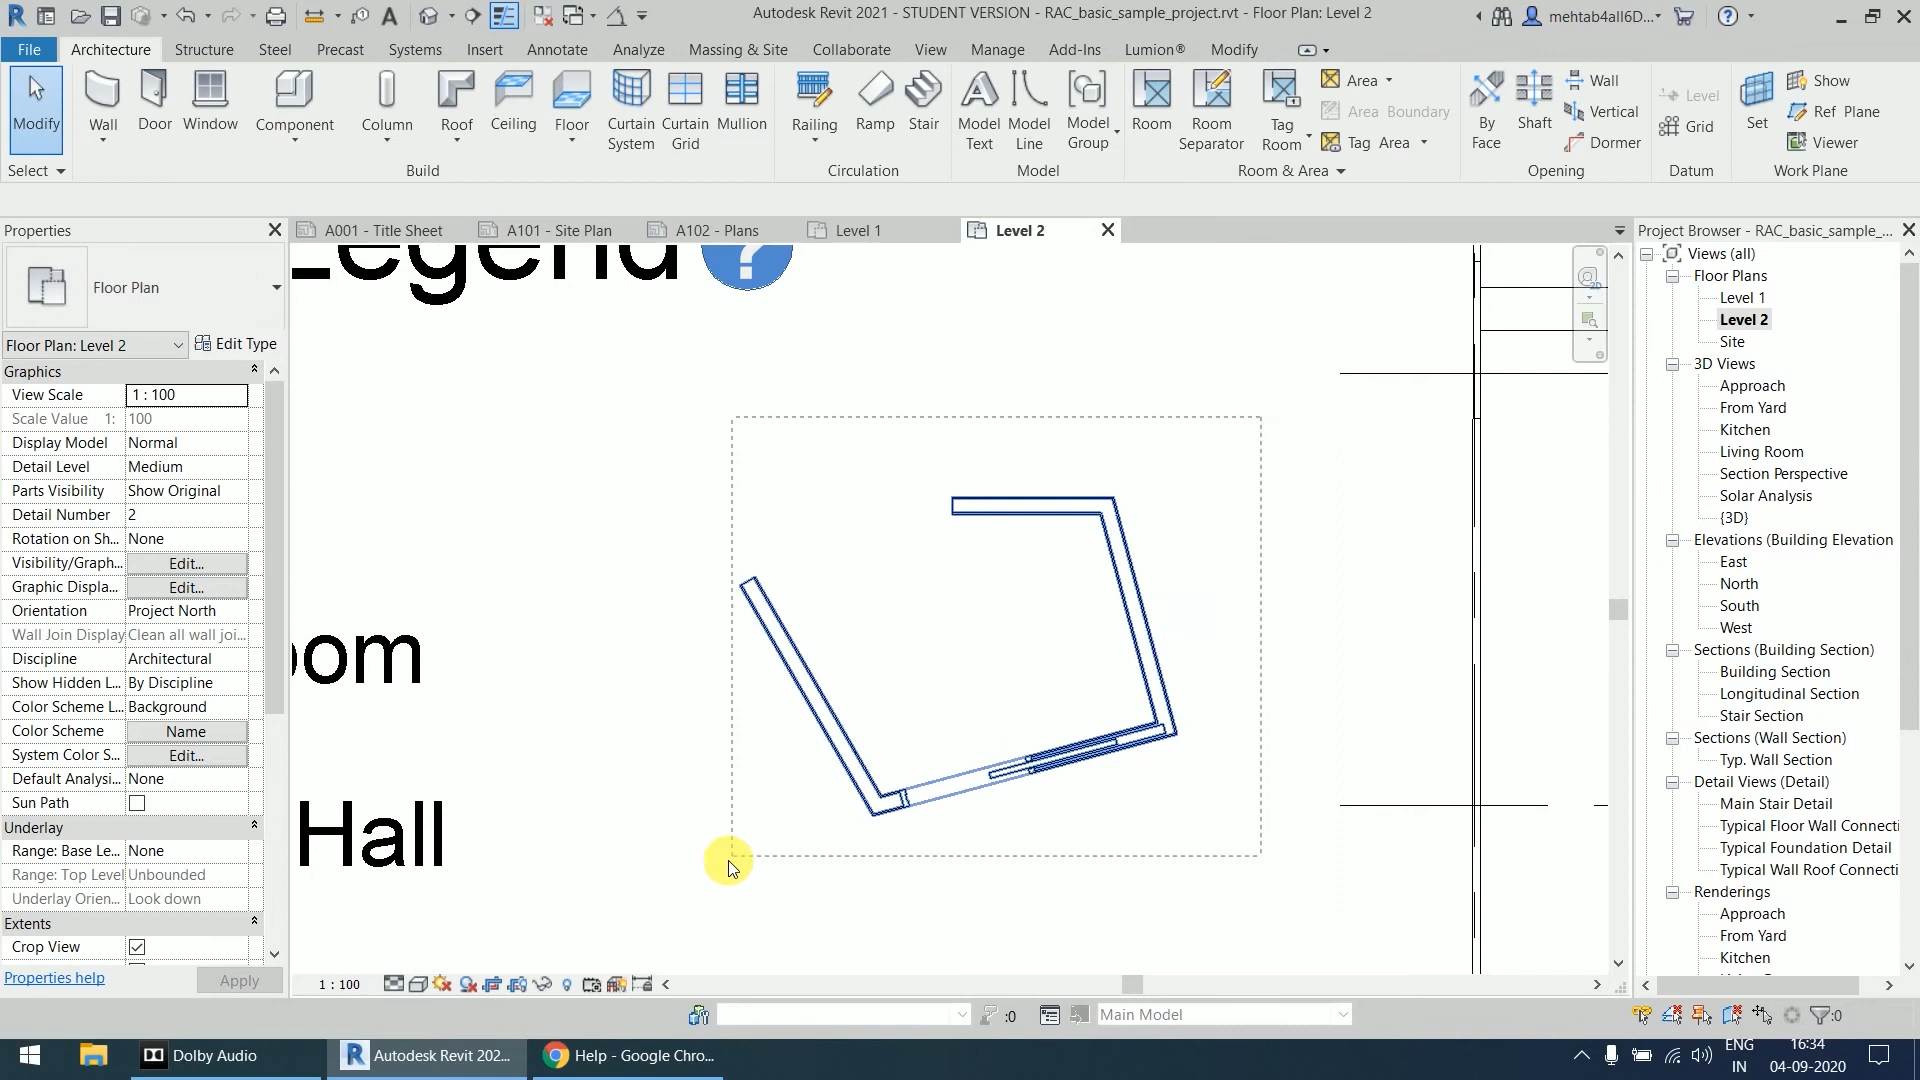 Autodesk Revit 2021 - STUDENT VERSION - RAC_basic_sample_project.rvt - Floor Plan: Level 2
mehtab4all6D...
File Architecture Structure Steel Precast Systems Insert Annotate Analyze Massing & Site Collaborate View Manage Add-Ins Lumion® Modify
Modify
Wall
Door
Window
Component
Column
Roof
Ceiling
Floor
Curtain System
Curtain Grid
Mullion
Railing
Ramp
Stair
Model Text
Model Line
Model Group
Room
Room Separator
Tag Room
Area
Area Boundary
Tag Area
By Face
Shaft
Wall
Vertical
Dormer
Level
Grid
Set
Show
Ref Plane
Viewer
Select Build Circulation Model Room & Area Opening Datum Work Plane
Properties
A001 - Title Sheet
A101 - Site Plan
A102 - Plans
Level 1
Level 2
Project Browser - RAC_basic_sample_...
Floor Plan
Floor Plan: Level 2
Edit Type
Graphics
View Scale 1 : 100
Scale Value 1: 100
Display Model Normal
Detail Level Medium
Parts Visibility Show Original
Detail Number 2
Rotation on Sh... None
Visibility/Graph... Edit...
Graphic Displa... Edit...
Orientation Project North
Wall Join Display Clean all wall joi...
Discipline Architectural
Show Hidden L... By Discipline
Color Scheme L... Background
Color Scheme Name
System Color S... Edit...
Default Analysi... None
Sun Path
Underlay
Range: Base Le... None
Range: Top Level Unbounded
Underlay Orien... Look down
Extents
Crop View
Properties help
Apply
Legend
?
oom
Hall
Views (all)
Floor Plans
Level 1
Level 2
Site
3D Views
Approach
From Yard
Kitchen
Living Room
Section Perspective
Solar Analysis
{3D}
Elevations (Building Elevation
East
North
South
West
Sections (Building Section)
Building Section
Longitudinal Section
Stair Section
Sections (Wall Section)
Typ. Wall Section
Detail Views (Detail)
Main Stair Detail
Typical Floor Wall Connecti
Typical Foundation Detail
Typical Wall Roof Connecti
Renderings
Approach
From Yard
Kitchen
1 : 100
:0
Main Model
:0
Dolby Audio
Autodesk Revit 202...
Help - Google Chro...
ENG
IN
16:34
04-09-2020